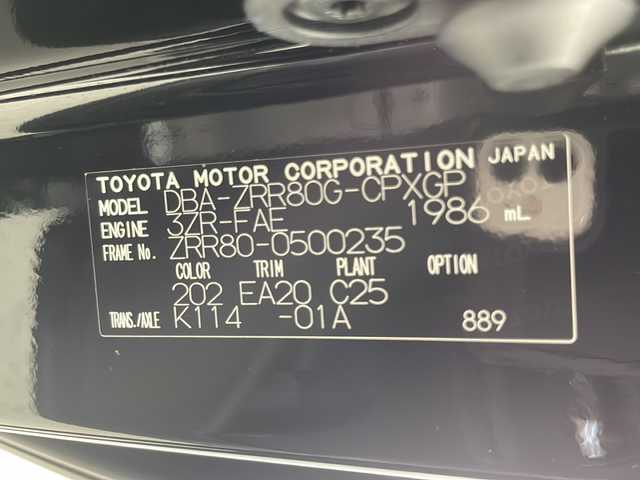 TOYOTA MOTOR CORPORATION JAPAN
MODEL DBA-ZRR80G-CPXGP
ENGINE 3ZR-FAE 1986 mL
FRAME No. ZRR80-0500235
COLOR TRIM PLANT OPTION
202 EA20 C25
TRANS./AXLE K114 -01A 889